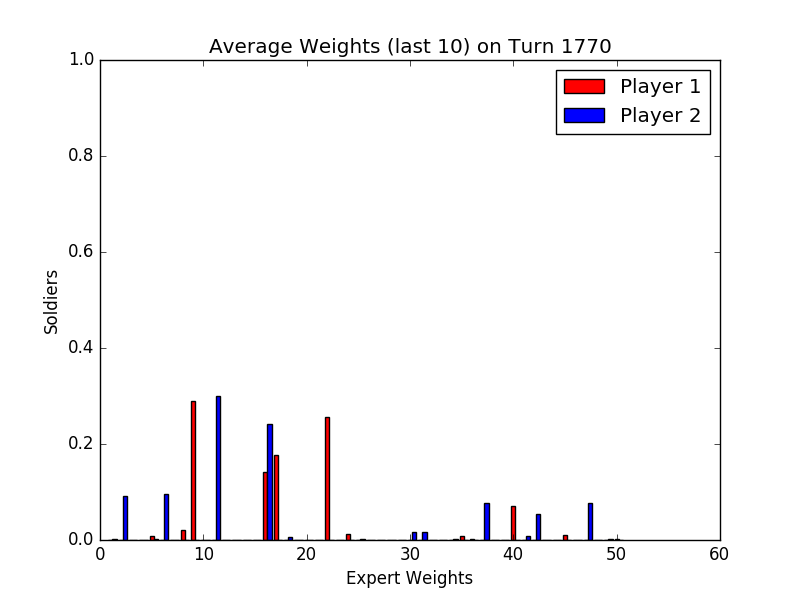 Average Weights (last 10) on Turn 1770
1.0
0.8
0.6
0.4
0.2
0.0
Soldiers
Player 1
Player 2
0 10 20 30 40 50 60
Expert Weights